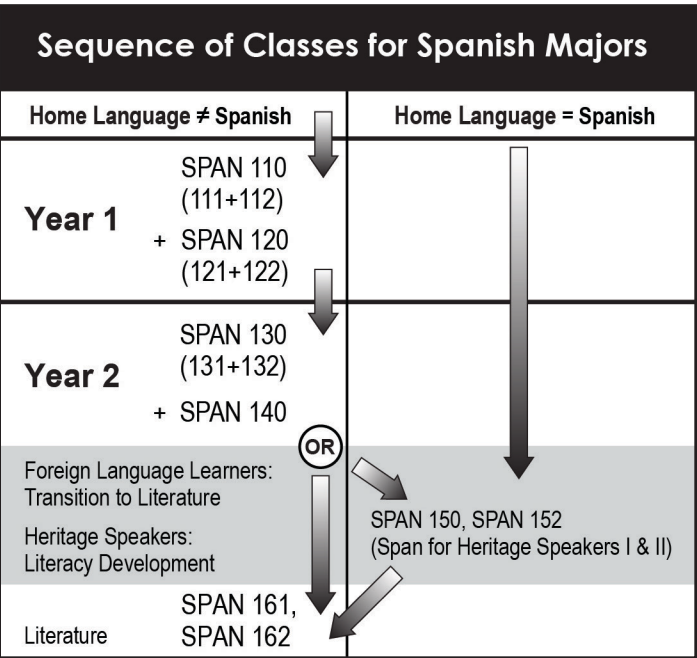 Sequence of Classes for Spanish Majors
Home Language ≠ Spanish
Home Language = Spanish
Year 1
SPAN 110
(111+112)
+ SPAN 120
(121+122)
Year 2
SPAN 130
(131+132)
+ SPAN 140
OR
Foreign Language Learners:
Transition to Literature
Heritage Speakers:
Literacy Development
SPAN 150, SPAN 152
(Span for Heritage Speakers I & II)
Literature
SPAN 161,
SPAN 162